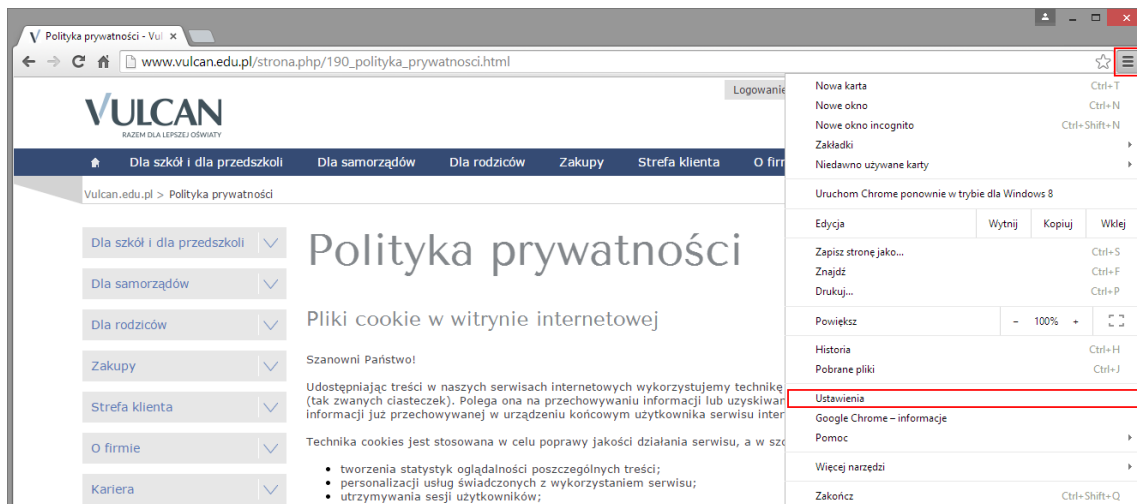 Polityka prywatności - Vul
www.vulcan.edu.pl/strona.php/190_polityka_prywatnosci.html
VULCAN
RAZEM DLA LEPSZEJ OŚWIATY
Logowanie
Dla szkół i dla przedszkoli Dla samorządów Dla rodziców Zakupy Strefa klienta O firm
Vulcan.edu.pl > Polityka prywatności
Dla szkół i dla przedszkoli
Dla samorządów
Dla rodziców
Zakupy
Strefa klienta
O firmie
Kariera
Polityka prywatności
Pliki cookie w witrynie internetowej
Szanowni Państwo!
Udostępniając treści w naszych serwisach internetowych wykorzystujemy technikę
(tak zwanych ciasteczek). Polega ona na przechowywaniu informacji lub uzyskiwan
informacji już przechowywanej w urządzeniu końcowym użytkownika serwisu inter
Technika cookies jest stosowana w celu poprawy jakości działania serwisu, a w szc
• tworzenia statystyk oglądalności poszczególnych treści;
• personalizacji usług świadczonych z wykorzystaniem serwisu;
• utrzymywania sesji użytkowników;
Nowa karta Ctrl+T
Nowe okno Ctrl+N
Nowe okno incognito Ctrl+Shift+N
Zakładki
Niedawno używane karty
Uruchom Chrome ponownie w trybie dla Windows 8
Edycja Wytnij Kopiuj Wklej
Zapisz stronę jako... Ctrl+S
Znajdź Ctrl+F
Drukuj... Ctrl+P
Powiększ - 100% +
Historia Ctrl+H
Pobrane pliki Ctrl+J
Ustawienia
Google Chrome – informacje
Pomoc
Więcej narzędzi
Zakończ Ctrl+Shift+Q